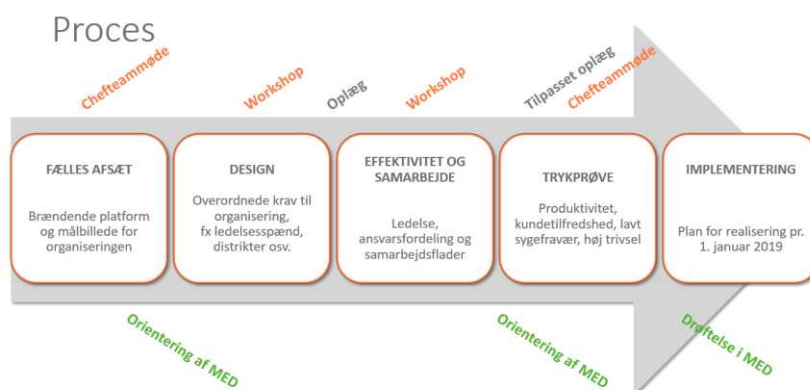 Proces
Chefteammøde
Workshop
Oplæg
Workshop
Tilpasset oplæg
Chefteammøde
FÆLLES AFSÆT
Brændende platform
og målbillede for
organiseringen
DESIGN
Overordnede krav til
organisering,
fx ledelsesspænd,
distrikter osv.
EFFEKTIVITET OG
SAMARBEJDE
Ledelse,
ansvarsfordeling og
samarbejdsflader
TRYKPRØVE
Produktivitet,
kundetilfredshed, lavt
sygefravær, høj trivsel
IMPLEMENTERING
Plan for realisering pr.
1. januar 2019
Orientering af MED
Orientering af MED
Drøftelse i MED